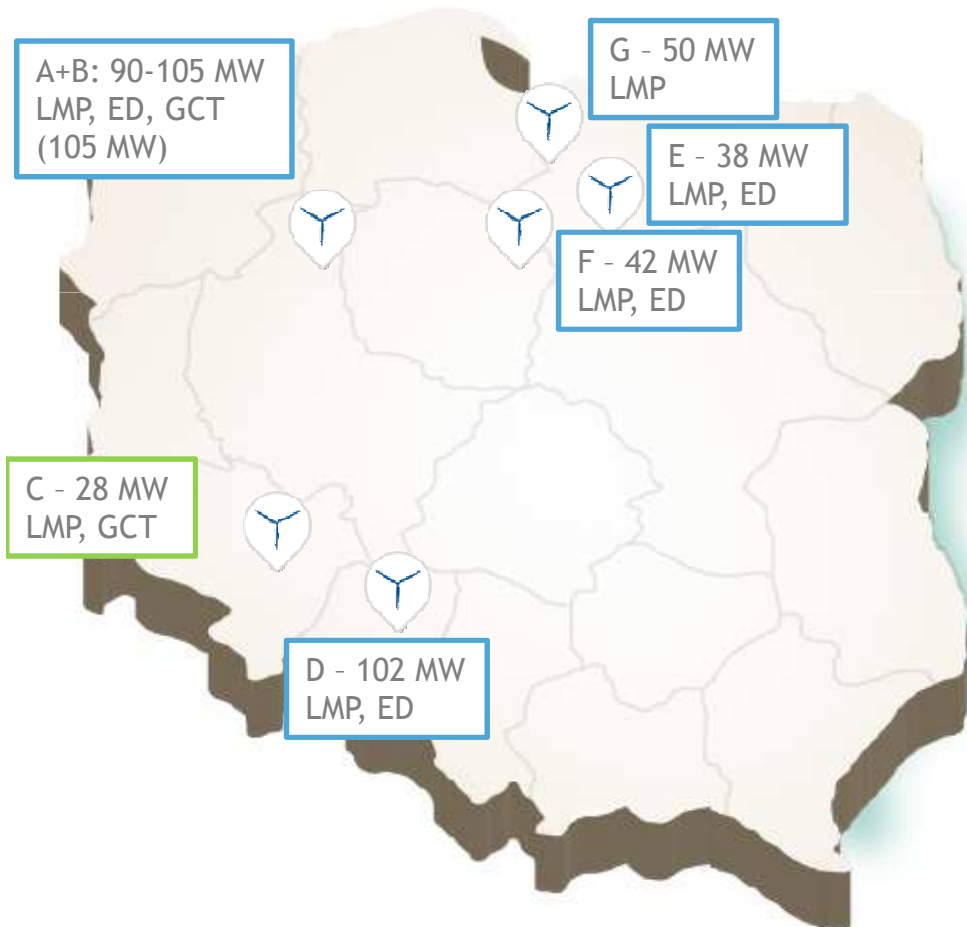 A+B: 90-105 MW
LMP, ED, GCT
(105 MW)
G - 50 MW
LMP
E - 38 MW
LMP, ED
F - 42 MW
LMP, ED
C - 28 MW
LMP, GCT
D - 102 MW
LMP, ED